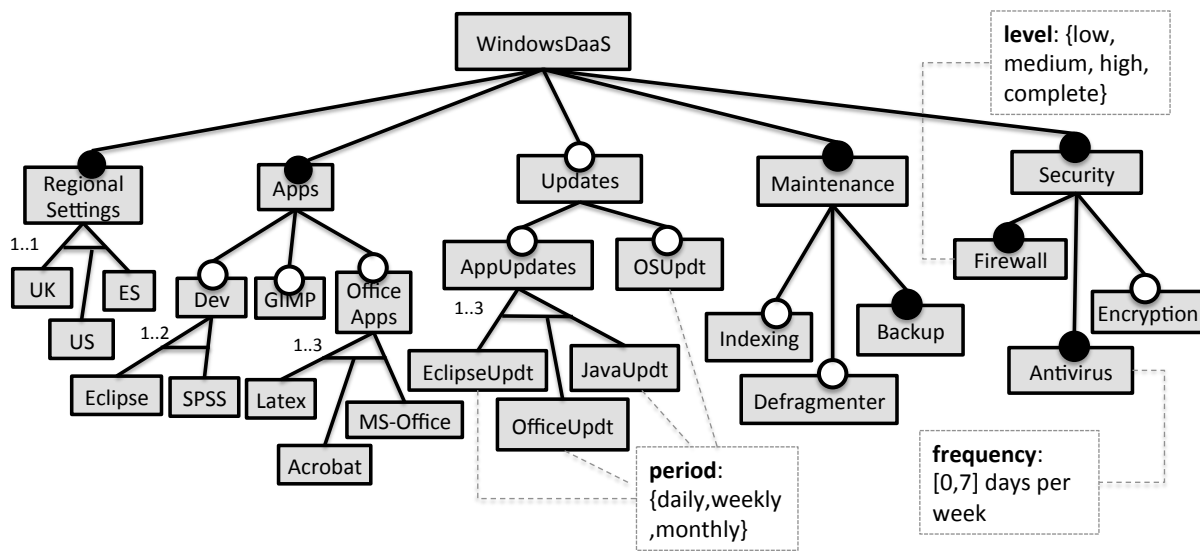 WindowsDaaS
level: {low,
medium, high,
complete}
Regional
Settings
Apps
Updates
Maintenance
Security
1..1
UK
US
ES
Dev
GIMP
Office
Apps
AppUpdates
OSUpdt
Firewall
Encryption
1..2
1..3
1..3
Indexing
Backup
Eclipse
SPSS
Latex
MS-Office
Acrobat
EclipseUpdt
JavaUpdt
OfficeUpdt
Defragmenter
Antivirus
period:
{daily,weekly
,monthly}
frequency:
[0,7] days per
week